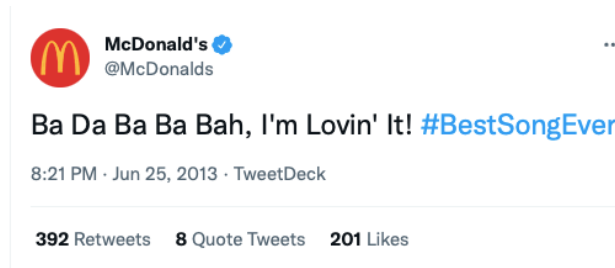 McDonald's
@McDonalds
Ba Da Ba Ba Bah, I'm Lovin' It! #BestSongEver
8:21 PM · Jun 25, 2013 · TweetDeck
392 Retweets 8 Quote Tweets 201 Likes